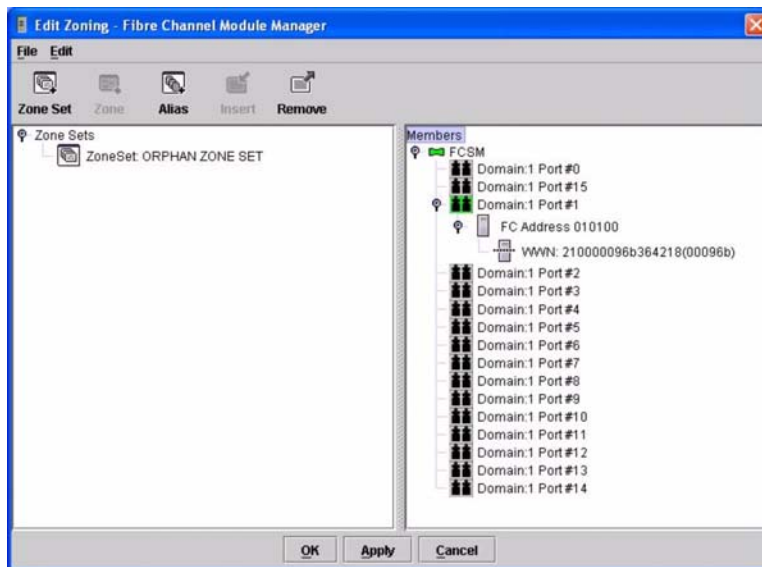 Edit Zoning - Fibre Channel Module Manager
File Edit
Zone Set Zone Alias Insert Remove
Zone Sets
ZoneSet: ORPHAN ZONE SET
Members
FCSM
Domain:1 Port#0
Domain:1 Port#15
Domain:1 Port#1
FC Address 010100
WWN: 210000096b364218(00096b)
Domain:1 Port#2
Domain:1 Port#3
Domain:1 Port#4
Domain:1 Port#5
Domain:1 Port#6
Domain:1 Port#7
Domain:1 Port#8
Domain:1 Port#9
Domain:1 Port#10
Domain:1 Port#11
Domain:1 Port#12
Domain:1 Port#13
Domain:1 Port#14
OK Apply Cancel